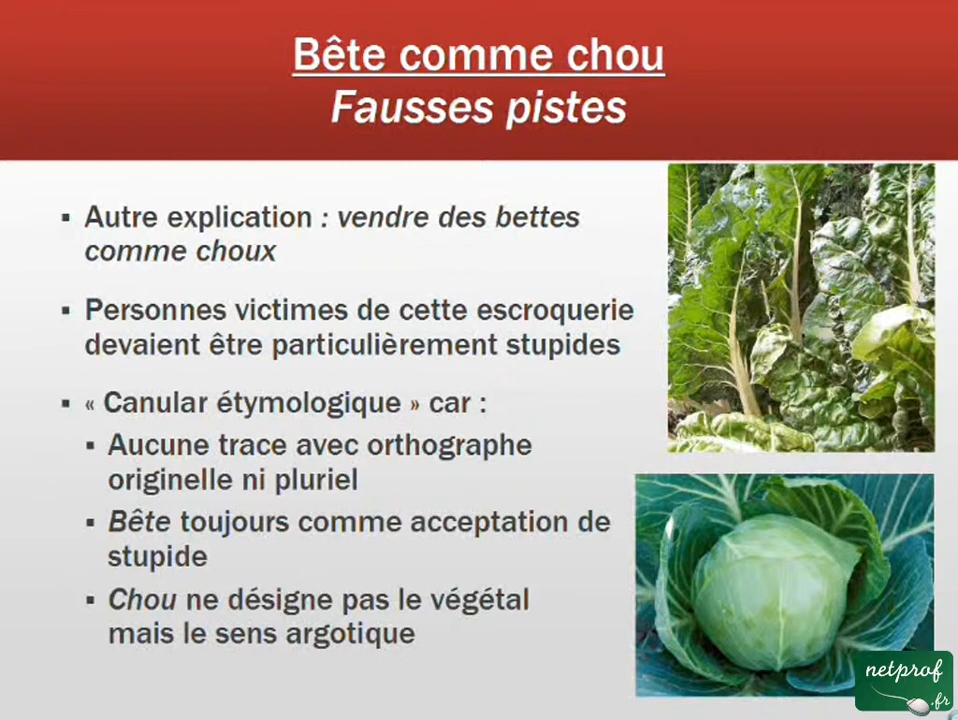 Bête comme chou
Fausses pistes
▪ Autre explication : vendre des bettes
comme choux
▪ Personnes victimes de cette escroquerie
devaient être particulièrement stupides
▪ « Canular étymologique » car :
▪ Aucune trace avec orthographe
originelle ni pluriel
▪ Bête toujours comme acceptation de
stupide
▪ Chou ne désigne pas le végétal
mais le sens argotique
netprof
.fr